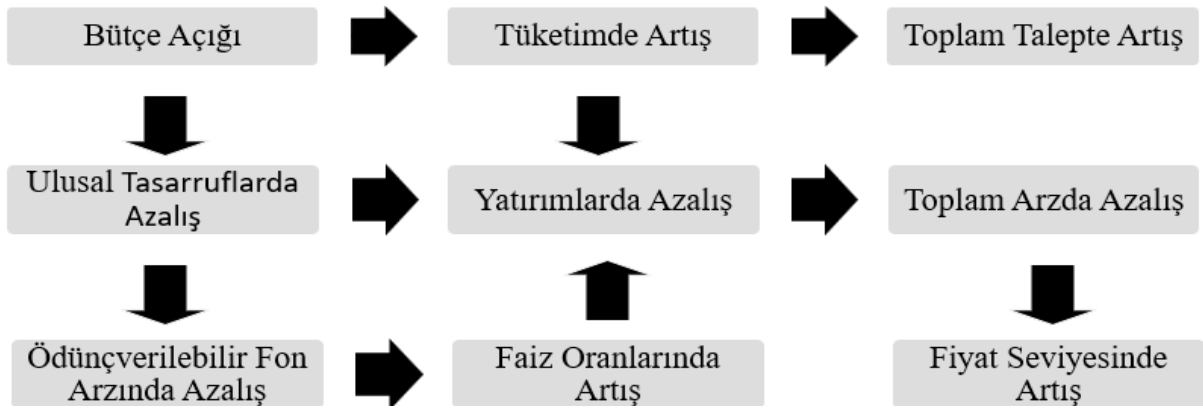 Bütçe Açığı
Tüketimde Artış
Toplam Talepte Artış
Ulusal Tasarruflarda
Azalış
Yatırımlarda Azalış
Toplam Arzda Azalış
Ödünçverilebilir Fon
Arzında Azalış
Faiz Oranlarında
Artış
Fiyat Seviyesinde
Artış